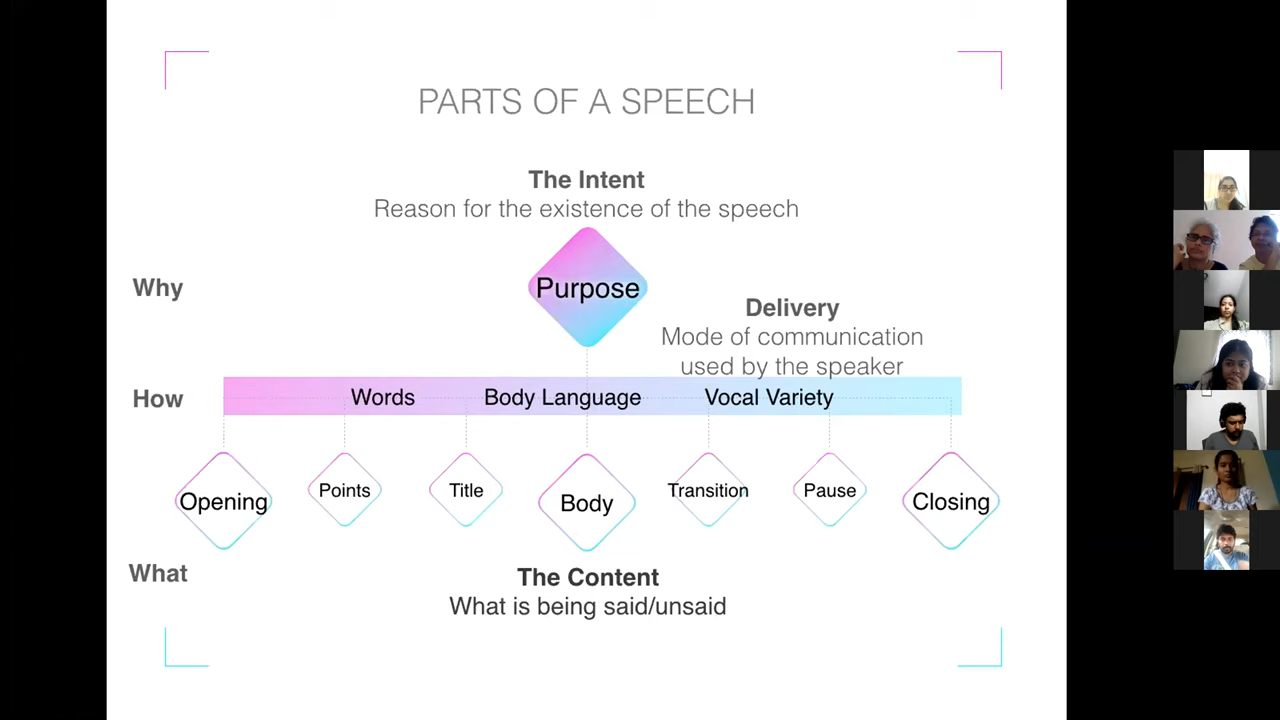 PARTS OF A SPEECH
The Intent
Reason for the existence of the speech
Why
Purpose
Delivery
Mode of communication
used by the speaker
How
Words
Body Language
Vocal Variety
Opening
Points
Title
Body
Transition
Pause
Closing
What
The Content
What is being said/unsaid